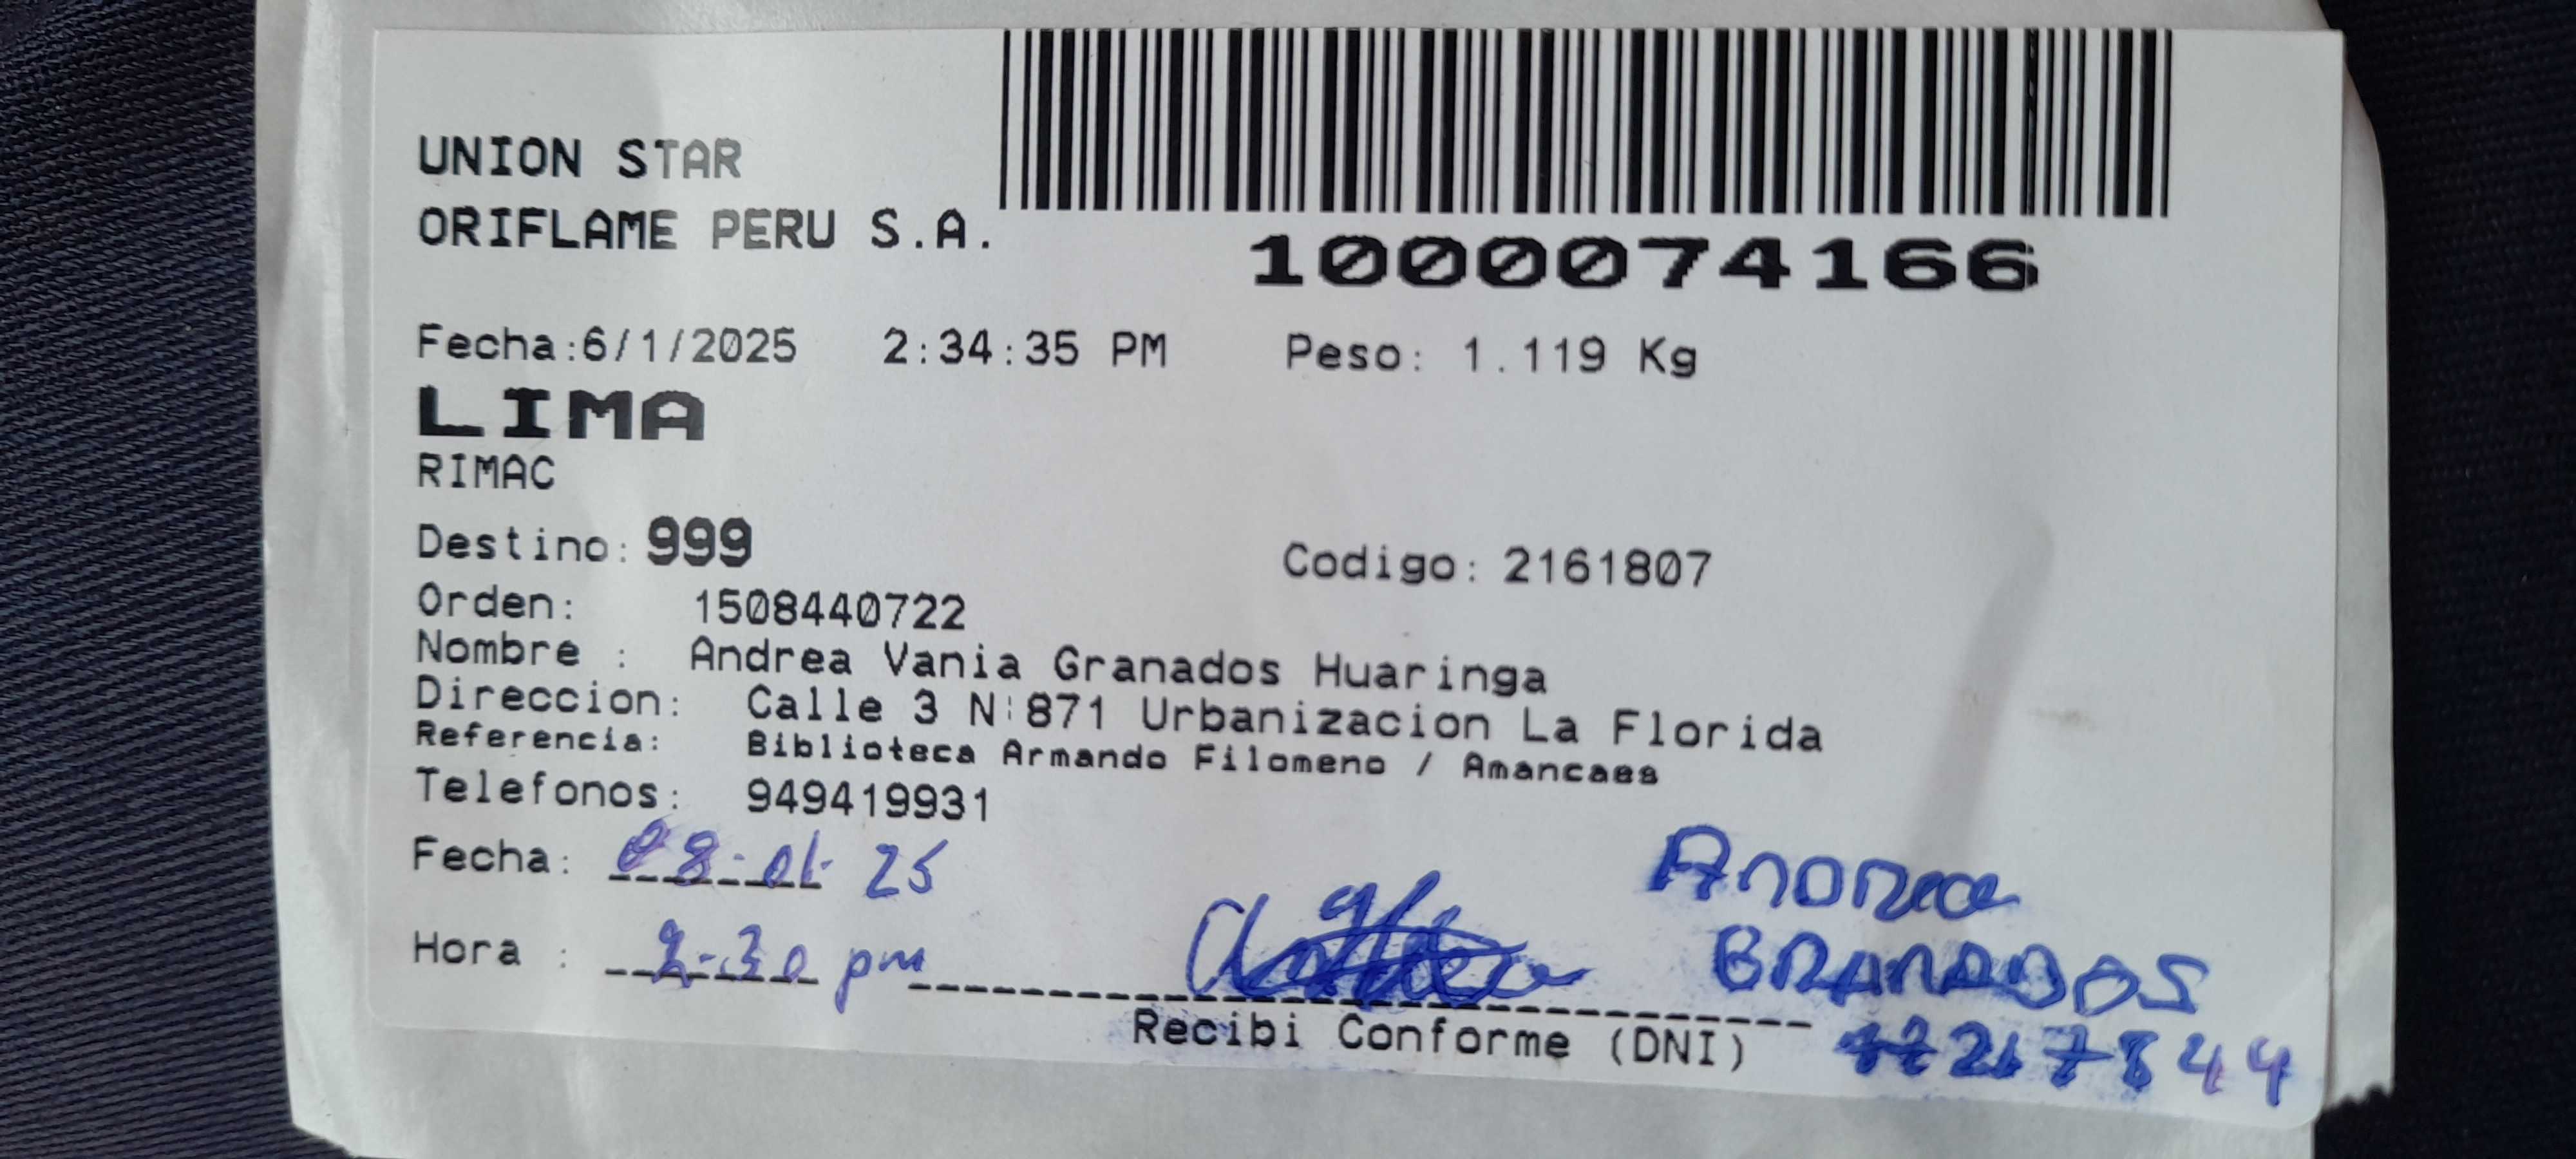 UNION STAR
ORIFLAME PERU S.A.
1000074166
Fecha:6/1/2025 2:34:35 PM Peso: 1.119 Kg
LIMA
RIMAC
Destino: 999 Codigo: 2161807
Orden: 1508440722
Nombre : Andrea Vania Granados Huaringa
Direccion: Calle 3 N:871 Urbanizacion La Florida
Referencia: Biblioteca Armando Filomeno / Amancaes
Telefonos: 949419931
Fecha: 08-01-25
Andrea
Hora : 2-30 pm
GRANADOS
Recibi Conforme (DNI)